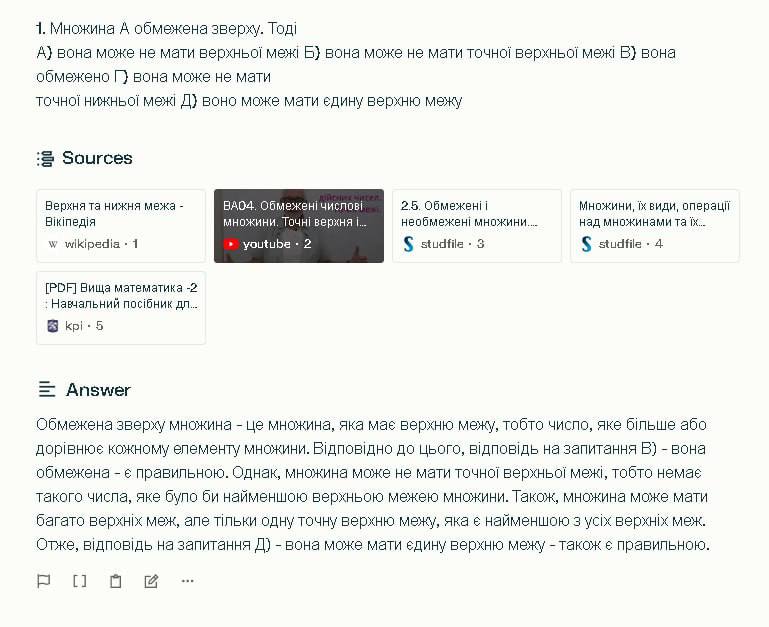 1. Множина А обмежена зверху. Тоді
А) вона може не мати верхньої межі Б) вона може не мати точної верхньої межі В) вона
обмежено Г) вона може не мати
точної нижньої межі Д) воно може мати єдину верхню межу
Sources
Верхня та нижня межа -
Вікіпедія
W wikipedia · 1
дійсних чисел.
ВА04. Обмежені числові
множини. Точні верхня і...
youtube · 2
2.5. Обмежені і
необмежені множини....
S studfile · 3
Множини, їх види, операції
над множинами та їх...
S studfile · 4
[PDF] Вища математика -2
: Навчальний посібник дл...
kpi · 5
Answer
Обмежена зверху множина - це множина, яка має верхню межу, тобто число, яке більше або
дорівнює кожному елементу множини. Відповідно до цього, відповідь на запитання В) - вона
обмежена - є правильною. Однак, множина може не мати точної верхньої межі, тобто немає
такого числа, яке було би найменшою верхньою межею множини. Також, множина може мати
багато верхніх меж, але тільки одну точну верхню межу, яка є найменшою з усіх верхніх меж.
Отже, відповідь на запитання Д) - вона може мати єдину верхню межу - також є правильною.